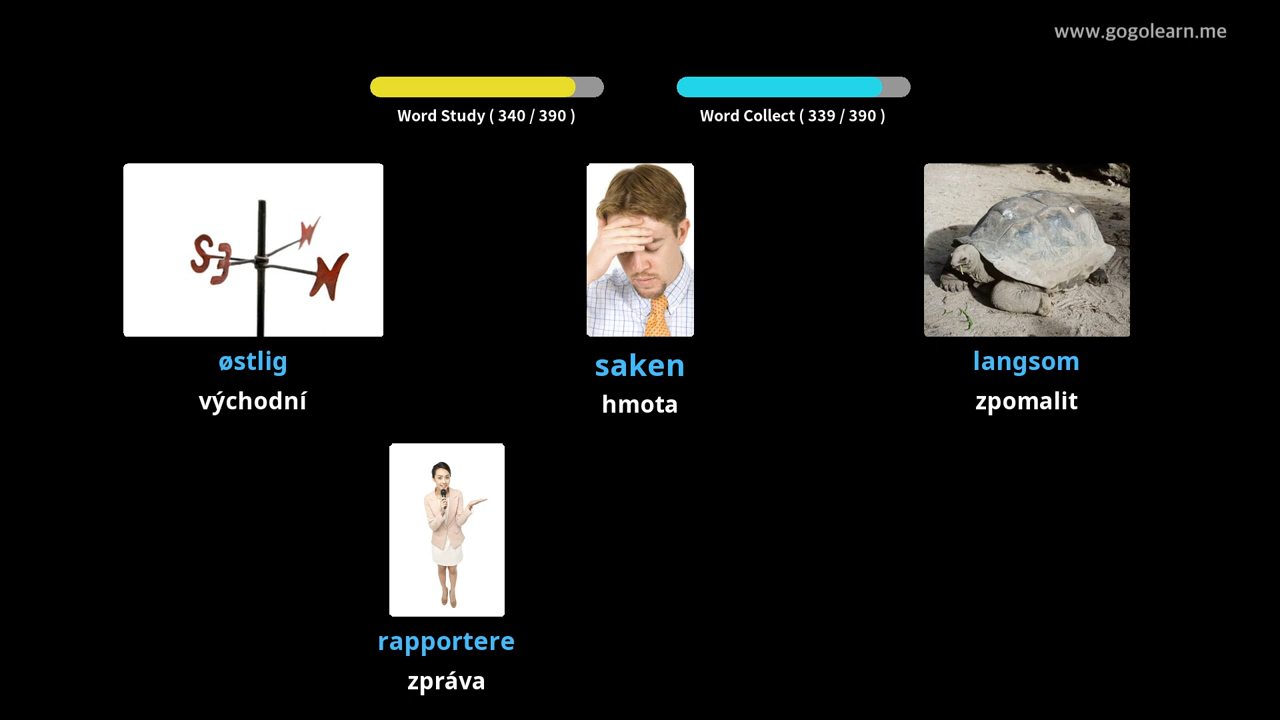 www.gogolearn.me
Word Study ( 340 / 390 )
Word Collect ( 339 / 390 )
østlig
východní
saken
hmota
langsom
zpomalit
rapportere
zpráva